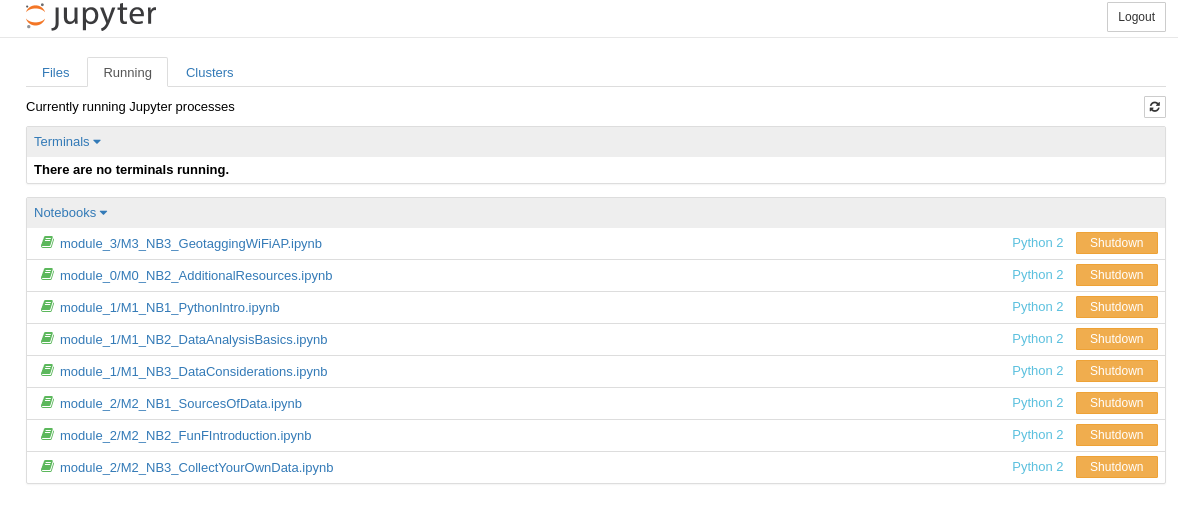 jupyter
Logout
Files Running Clusters
Currently running Jupyter processes
Terminals
There are no terminals running.
Notebooks
module_3/M3_NB3_GeotaggingWiFiAP.ipynb Python 2 Shutdown
module_0/M0_NB2_AdditionalResources.ipynb Python 2 Shutdown
module_1/M1_NB1_PythonIntro.ipynb Python 2 Shutdown
module_1/M1_NB2_DataAnalysisBasics.ipynb Python 2 Shutdown
module_1/M1_NB3_DataConsiderations.ipynb Python 2 Shutdown
module_2/M2_NB1_SourcesOfData.ipynb Python 2 Shutdown
module_2/M2_NB2_FunFIntroduction.ipynb Python 2 Shutdown
module_2/M2_NB3_CollectYourOwnData.ipynb Python 2 Shutdown